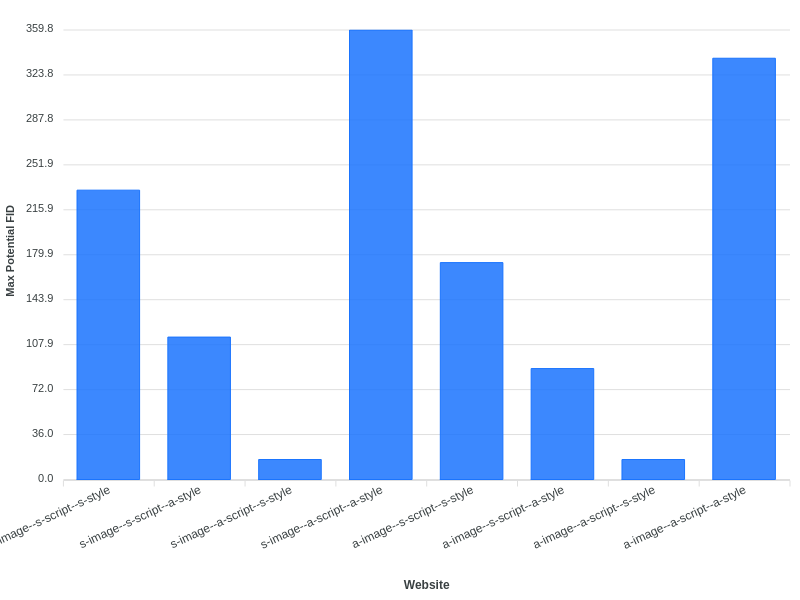 359.8
323.8
287.8
251.9
215.9
179.9
143.9
107.9
72.0
36.0
0.0
Max Potential FID
image--s-script--s-style
s-image--s-script--a-style
s-image--a-script--s-style
s-image--a-script--a-style
a-image--s-script--s-style
a-image--s-script--a-style
a-image--a-script--s-style
a-image--a-script--a-style
Website